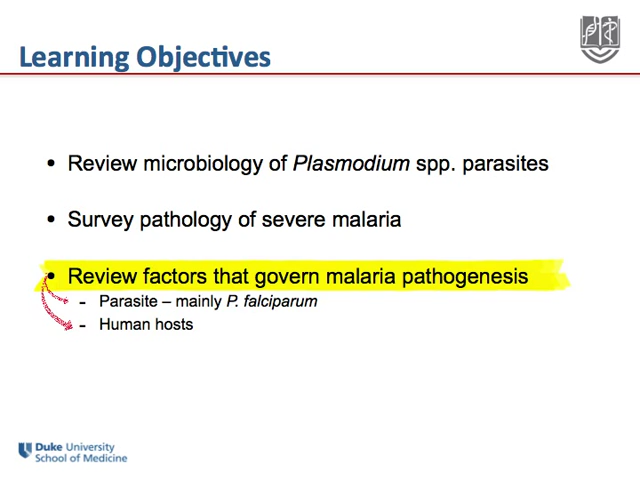 Learning Objectives
• Review microbiology of Plasmodium spp. parasites
• Survey pathology of severe malaria
• Review factors that govern malaria pathogenesis
- Parasite – mainly P. falciparum
- Human hosts
Duke University
School of Medicine